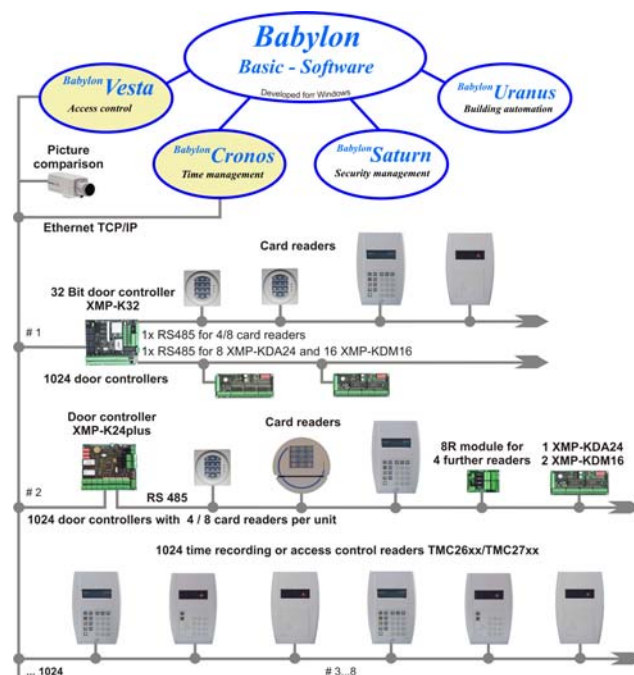 Babylon
Basic - Software
Developed forr Windows
Babylon Vesta
Access control
Babylon Uranus
Building automation
Babylon Cronos
Time management
Babylon Saturn
Security management
Picture
comparison
Ethernet TCP/IP
Card readers
32 Bit door controller
XMP-K32
# 1
1x RS485 for 4/8 card readers
1x RS485 for 8 XMP-KDA24 and 16 XMP-KDM16
1024 door controllers
Door controller
XMP-K24plus
Card readers
8R module for
4 further readers
1 XMP-KDA24
2 XMP-KDM16
# 2
RS 485
1024 door controllers with 4 / 8 card readers per unit
1024 time recording or access control readers TMC26xx/TMC27xx
... 1024
# 3...8